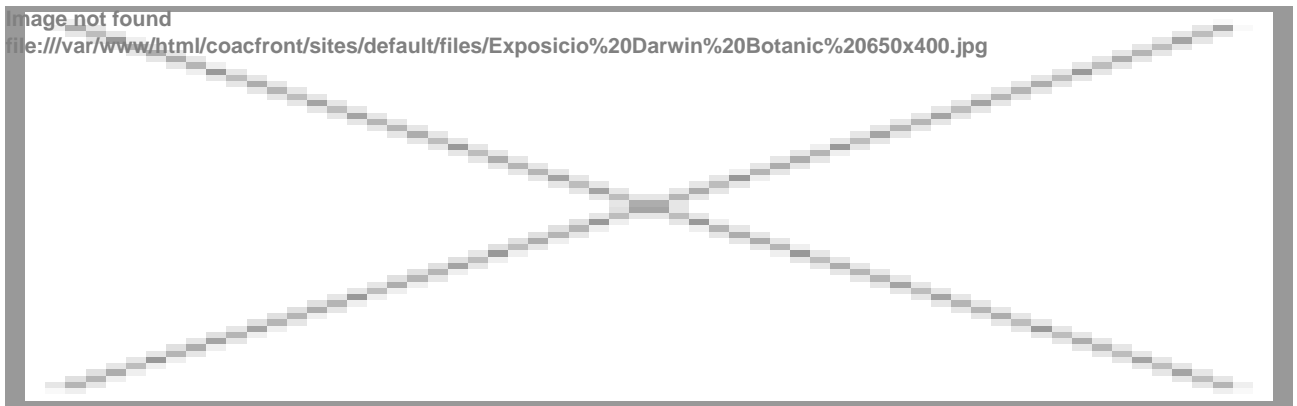 Image not found
file:///var/www/html/coacfront/sites/default/files/Exposicio%20Darwin%20Botanic%20650x400.jpg